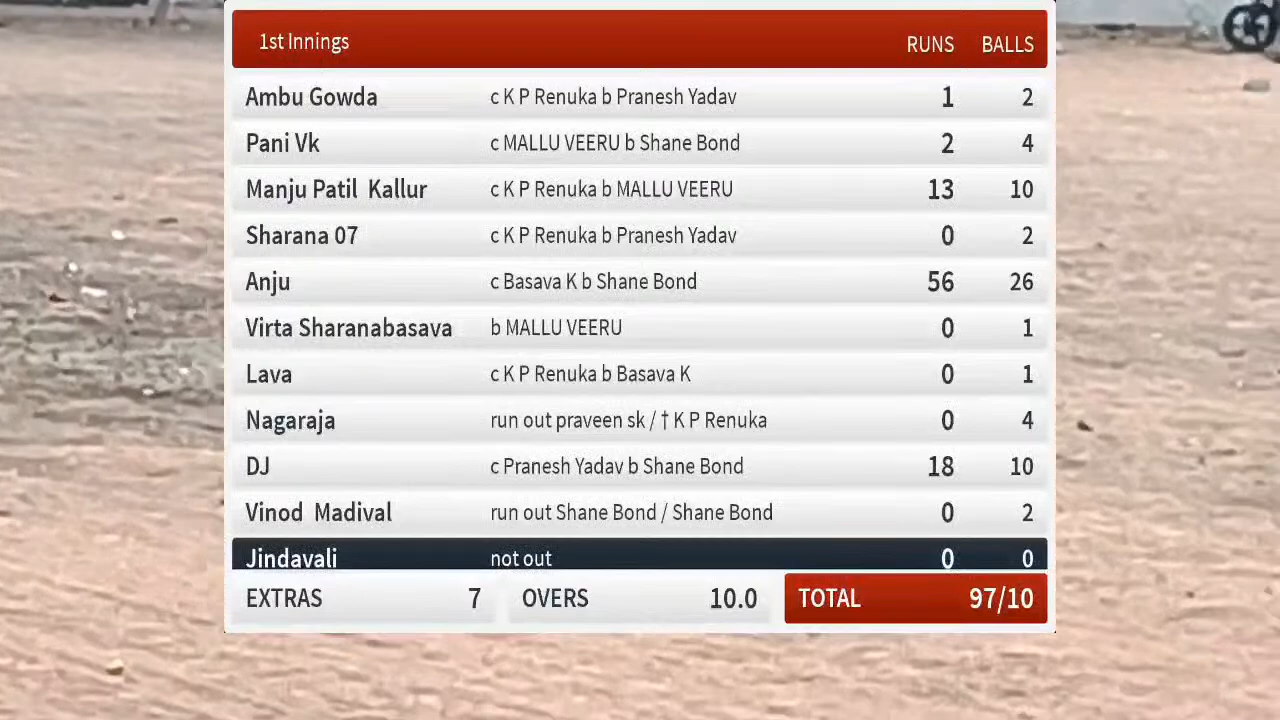 1st Innings RUNS BALLS
Ambu Gowda c K P Renuka b Pranesh Yadav 1 2
Pani Vk c MALLU VEERU b Shane Bond 2 4
Manju Patil Kallur c K P Renuka b MALLU VEERU 13 10
Sharana 07 c K P Renuka b Pranesh Yadav 0 2
Anju c Basava K b Shane Bond 56 26
Virta Sharanabasava b MALLU VEERU 0 1
Lava c K P Renuka b Basava K 0 1
Nagaraja run out praveen sk / † K P Renuka 0 4
DJ c Pranesh Yadav b Shane Bond 18 10
Vinod Madival run out Shane Bond / Shane Bond 0 2
Jindavali not out 0 0
EXTRAS 7 OVERS 10.0 TOTAL 97/10